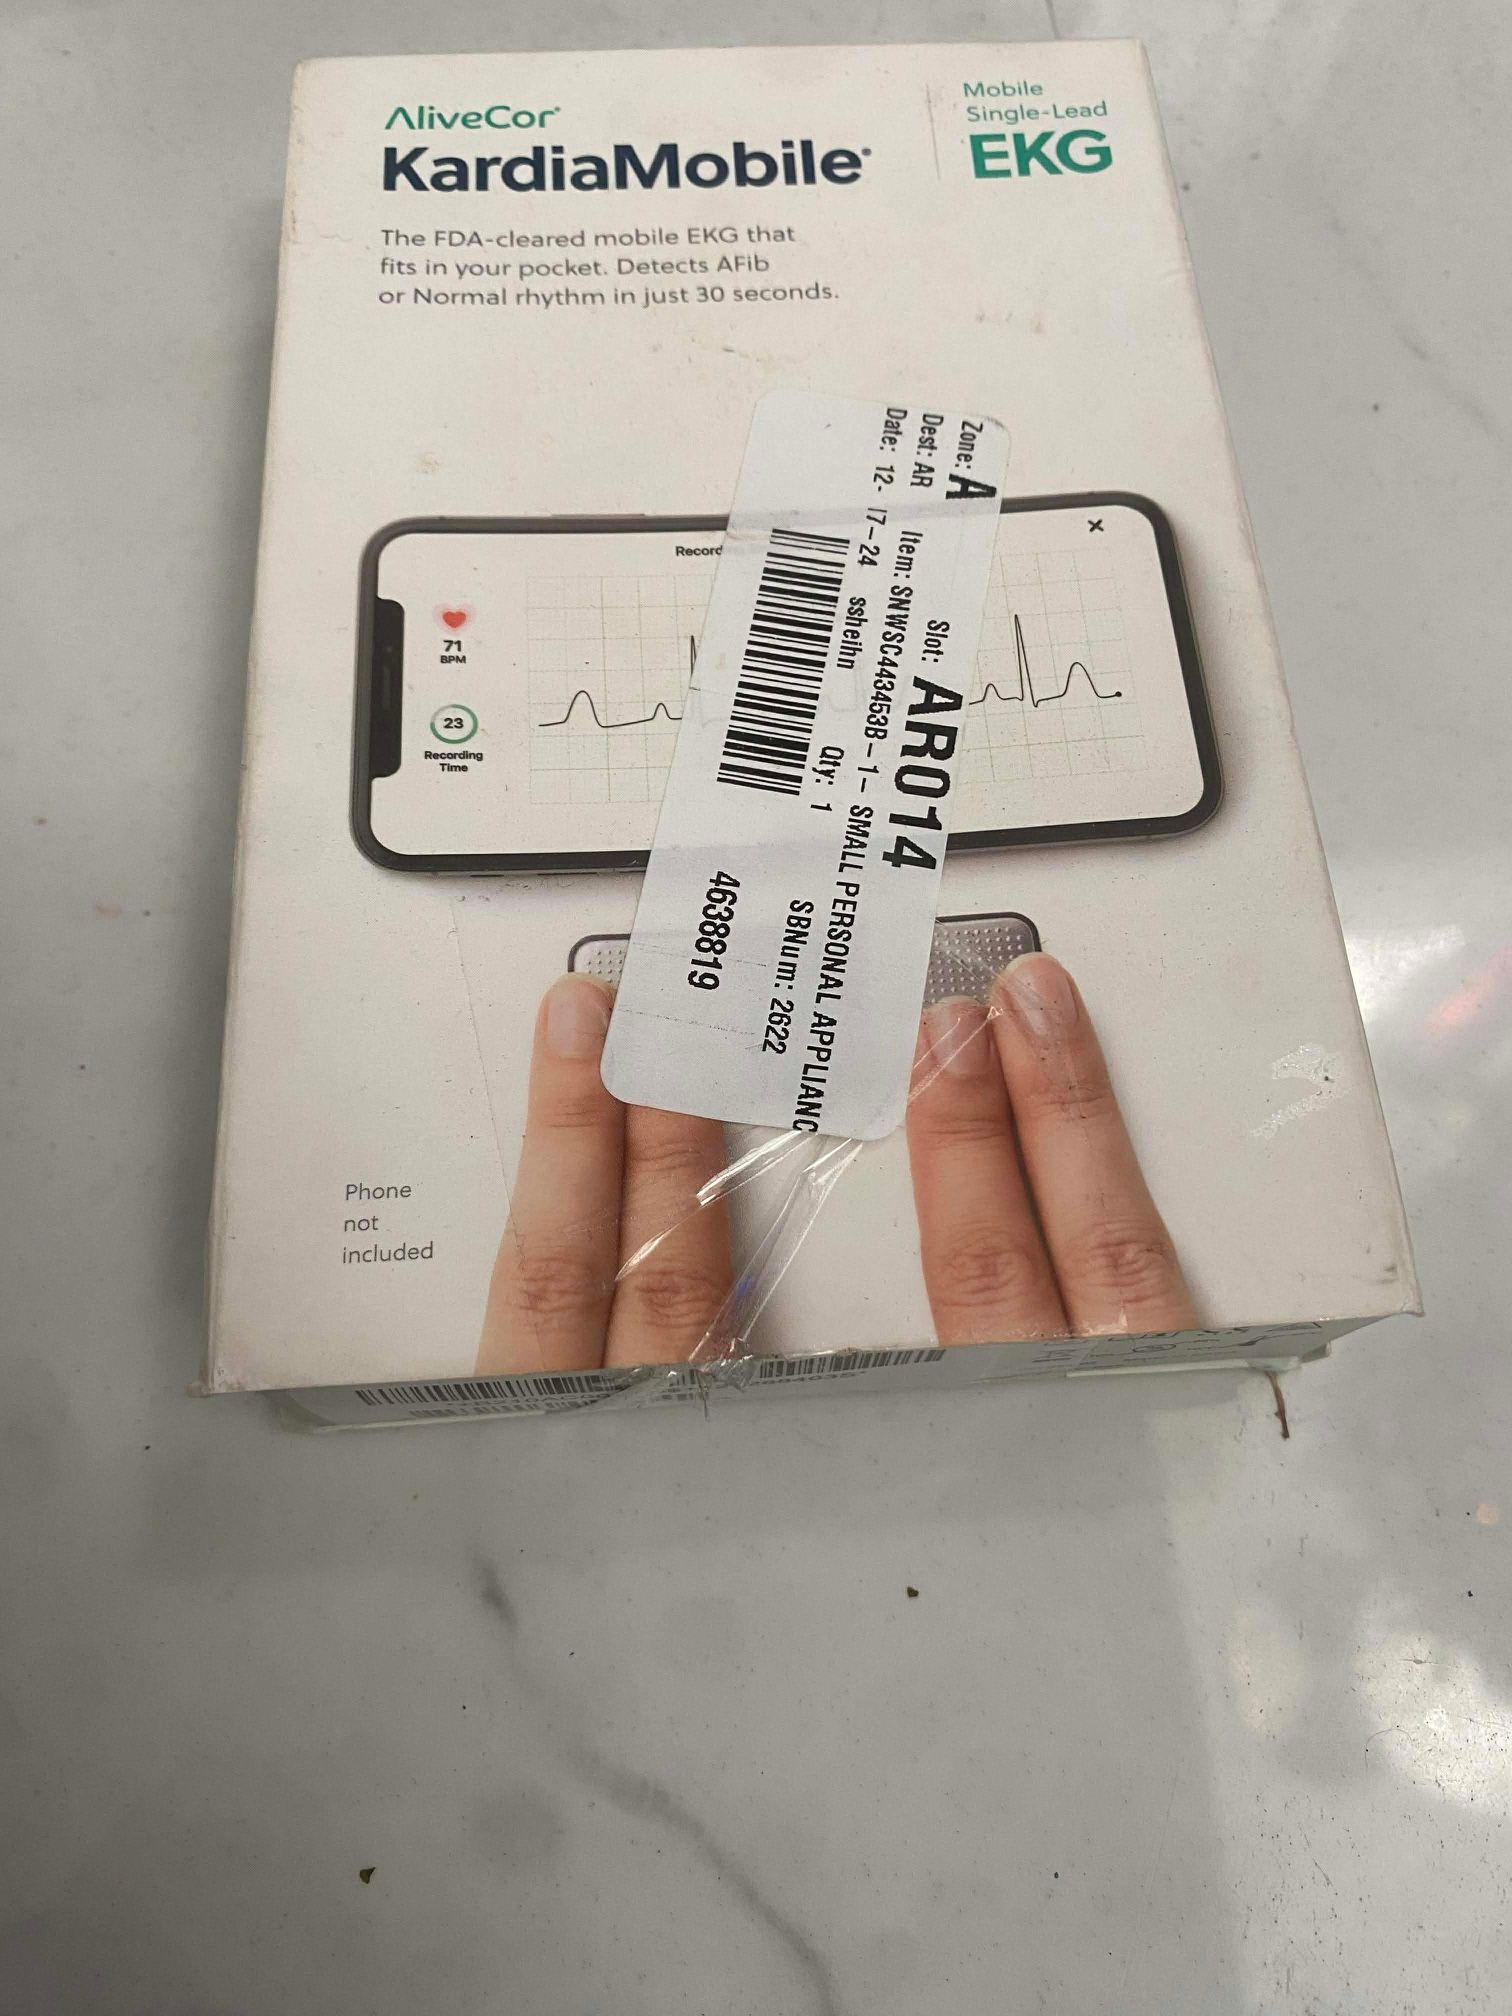 AliveCor®
KardiaMobile®
Mobile
Single-Lead
EKG
The FDA-cleared mobile EKG that
fits in your pocket. Detects AFib
or Normal rhythm in just 30 seconds.
Record
X
71
BPM
23
Recording
Time
Zone: A Slot: AR014
Dest: AR Item: SNWSC443453B-1- SMALL PERSONAL APPLIANC
Date: 12-17-24 ssheihn Qty: 1 SBNum: 2622
4638819
Phone
not
included